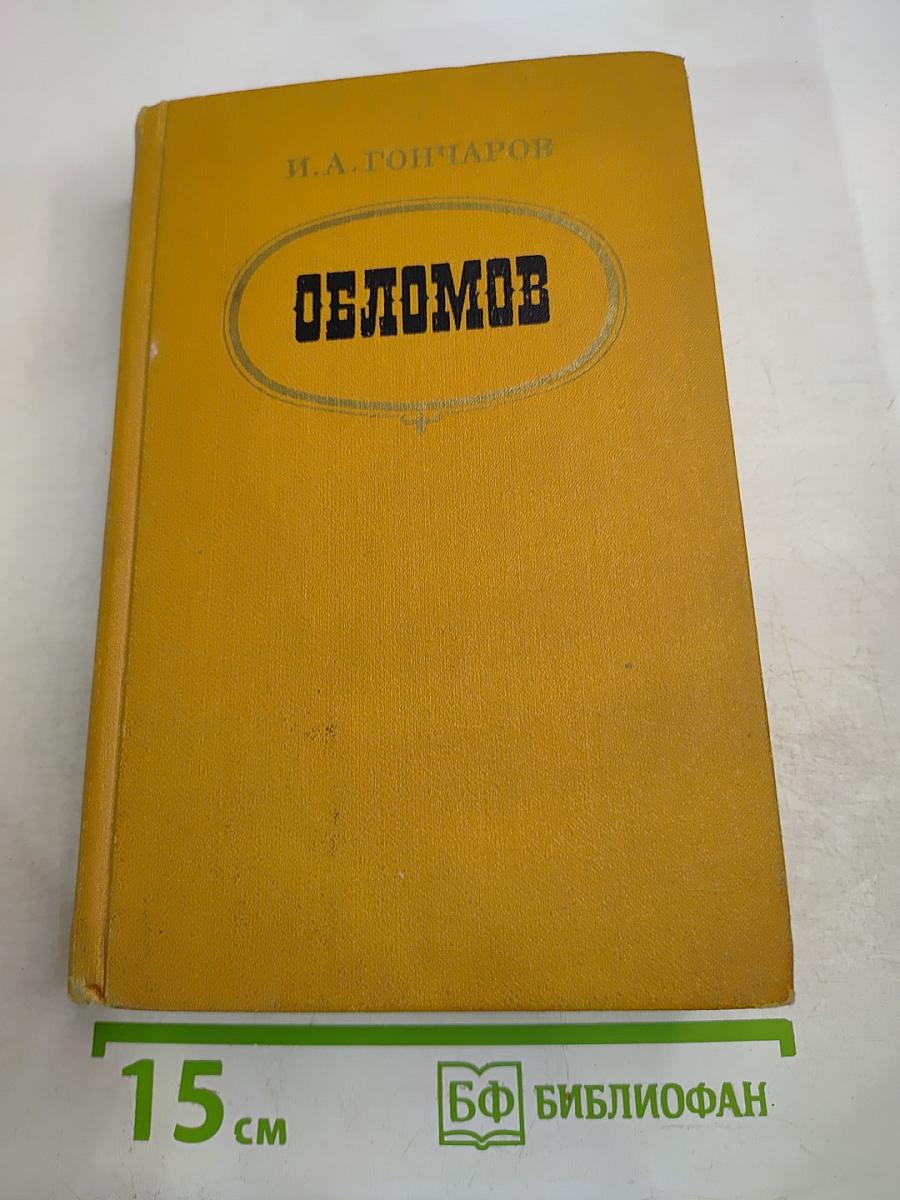 И. А. ГОНЧАРОВ
ОБЛОМОВ
15 см
БФ БИБЛИОФАН